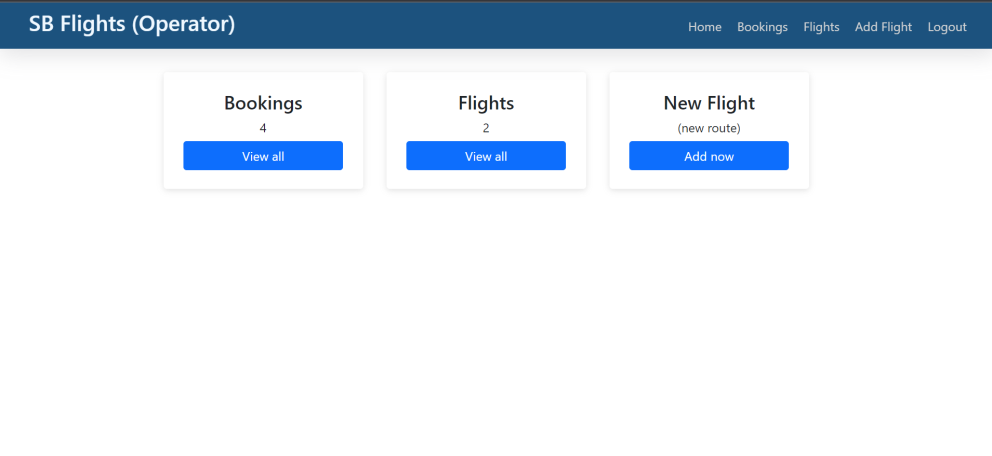 SB Flights (Operator)
Home Bookings Flights Add Flight Logout
Bookings
4
View all
Flights
2
View all
New Flight
(new route)
Add now